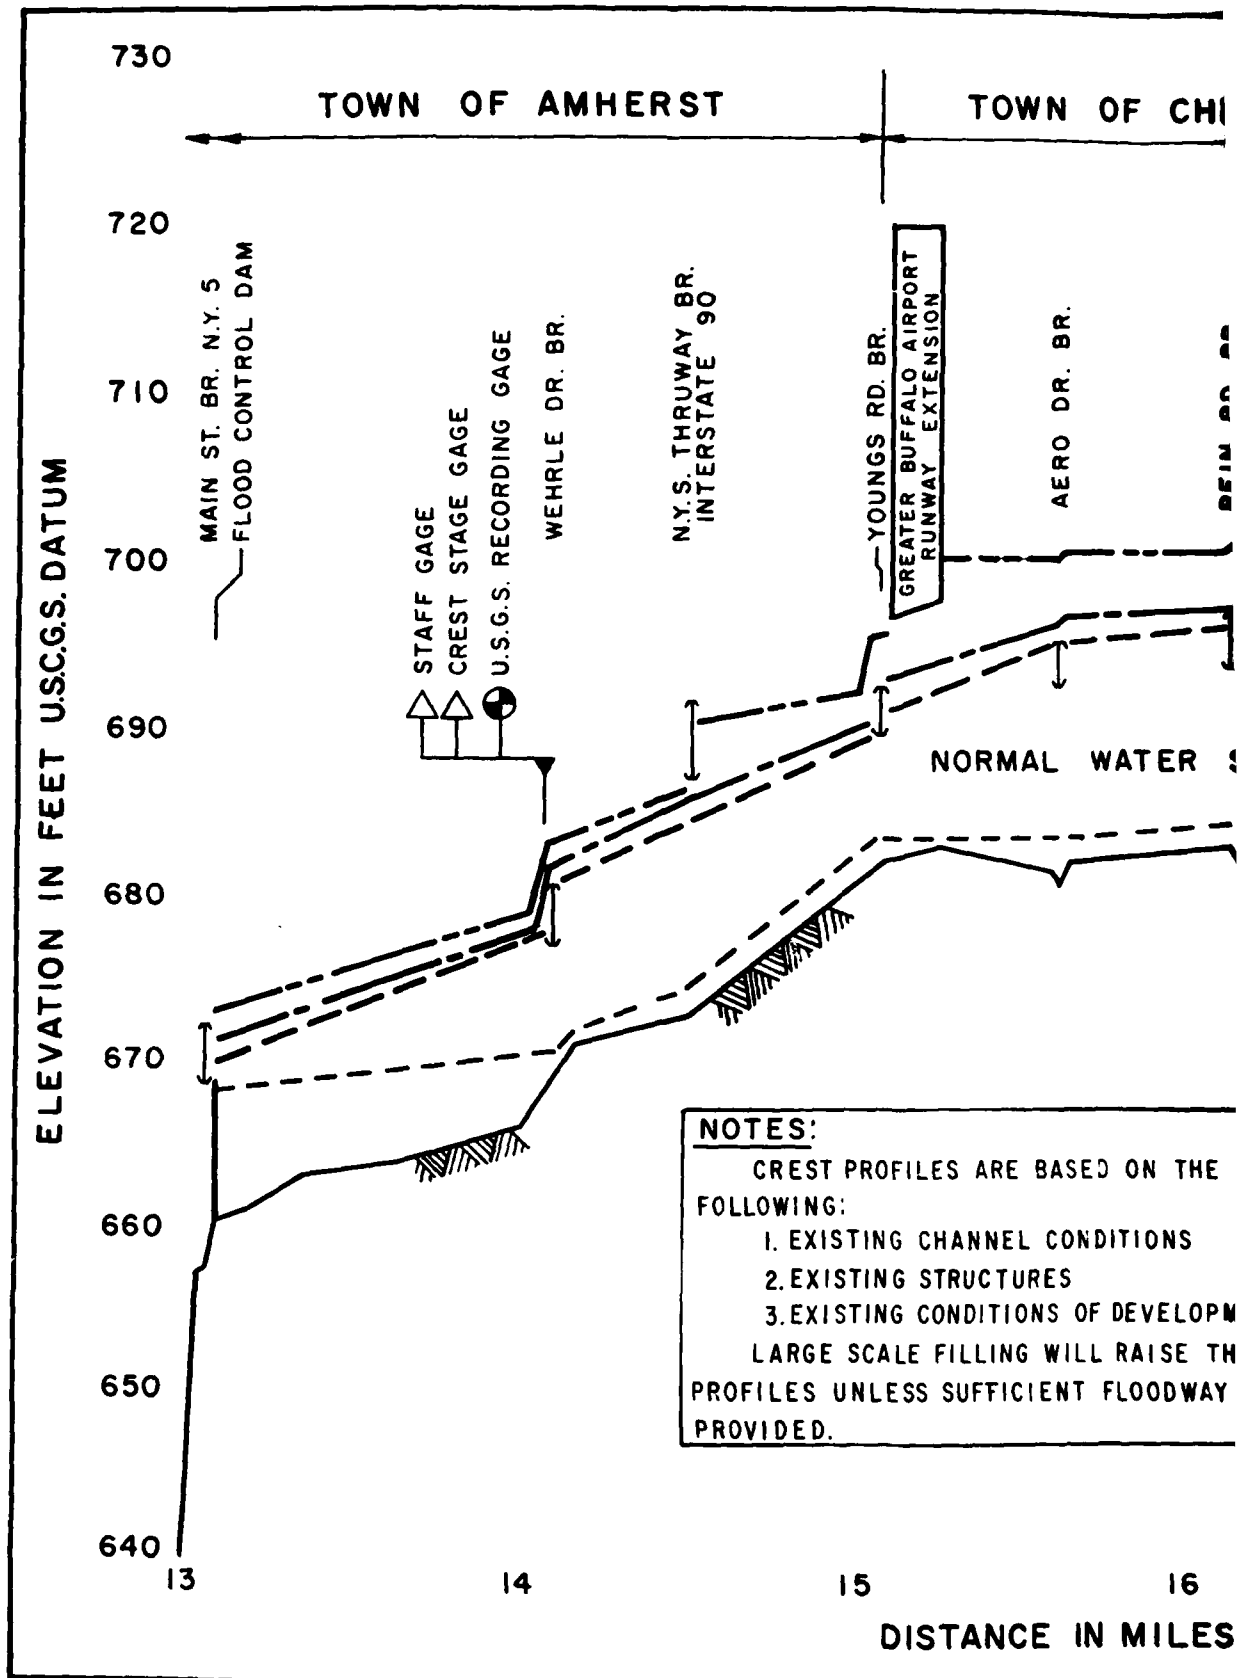 730
TOWN OF AMHERST
TOWN OF CHI
720
MAIN ST. BR. N.Y. 5
FLOOD CONTROL DAM
STAFF GAGE
CREST STAGE GAGE
U.S.G.S. RECORDING GAGE
WEHRLE DR. BR.
N.Y.S. THRUWAY BR.
INTERSTATE 90
YOUNGS RD. BR.
GREATER BUFFALO AIRPORT
RUNWAY EXTENSION
AERO DR. BR.
710
700
690
NORMAL WATER
680
670
660
650
640
ELEVATION IN FEET U.S.C.G.S. DATUM
NOTES:
CREST PROFILES ARE BASED ON THE
FOLLOWING:
1. EXISTING CHANNEL CONDITIONS
2. EXISTING STRUCTURES
3. EXISTING CONDITIONS OF DEVELOPM
LARGE SCALE FILLING WILL RAISE TH
PROFILES UNLESS SUFFICIENT FLOODWAY
PROVIDED.
13
14
15
16
DISTANCE IN MILES